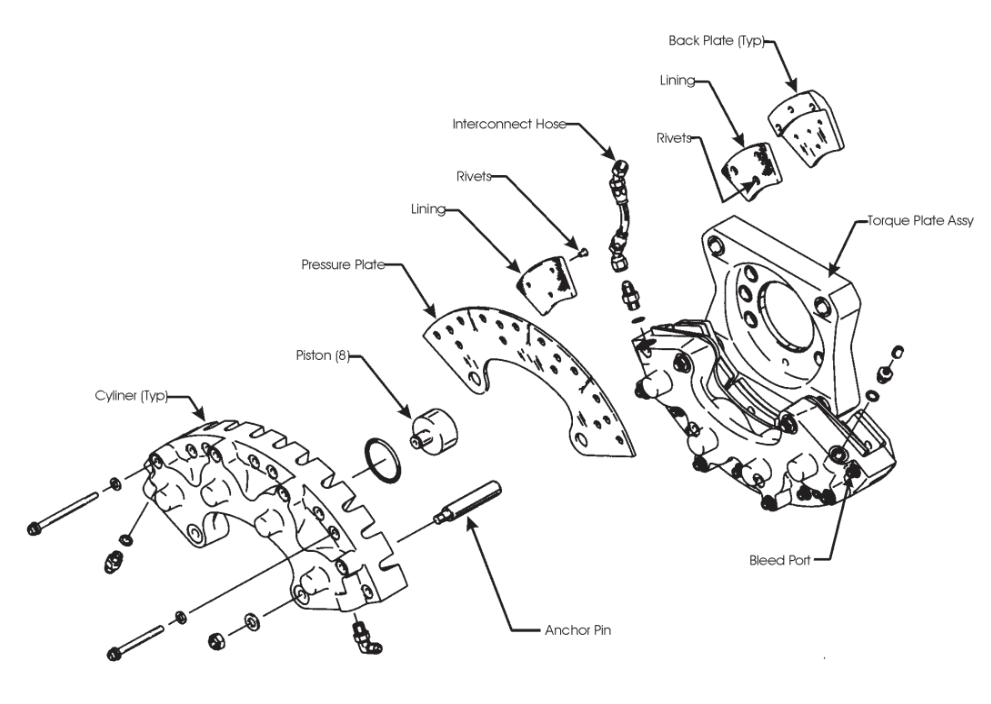 Back Plate (Typ)
Lining
Interconnect Hose
Rivets
Rivets
Lining
Torque Plate Assy
Pressure Plate
Piston (8)
Cyliner (Typ)
Bleed Port
Anchor Pin